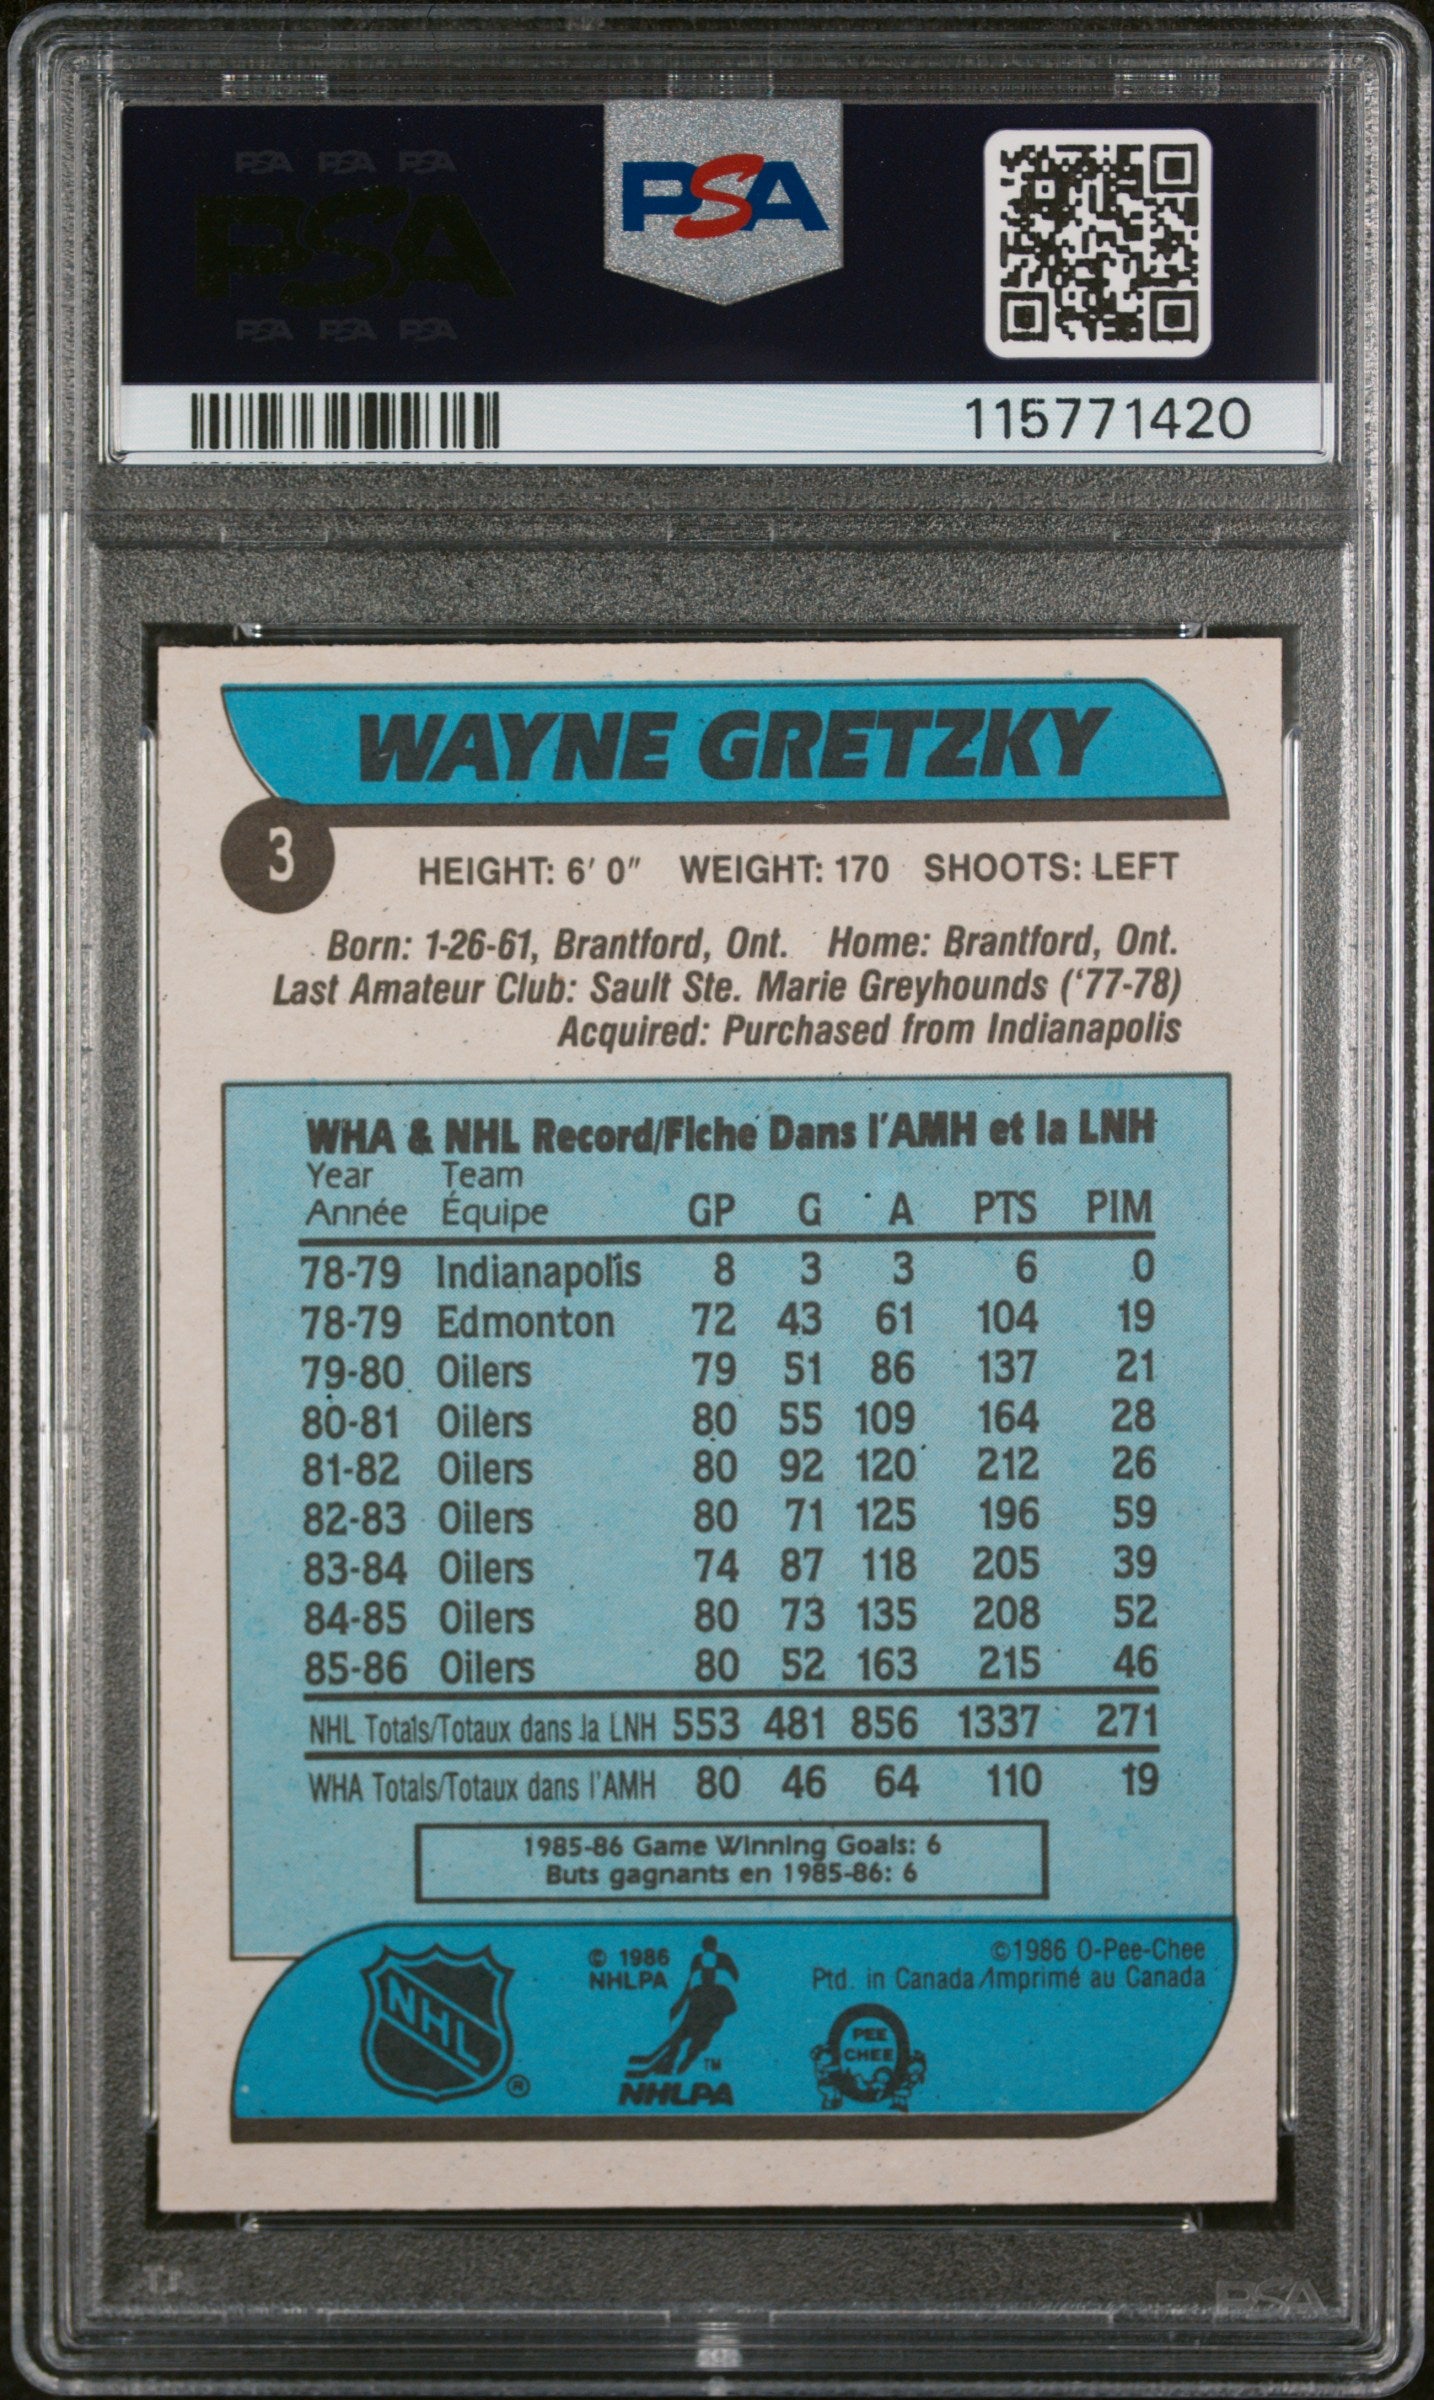 PSA PSA PSA
PSA
PSA PSA PSA
PSA
115771420
WAYNE GRETZKY
3
HEIGHT: 6' 0" WEIGHT: 170 SHOOTS: LEFT
Born: 1-26-61, Brantford, Ont. Home: Brantford, Ont.
Last Amateur Club: Sault Ste. Marie Greyhounds ('77-78)
Acquired: Purchased from Indianapolis
WHA & NHL Record/Fiche Dans l'AMH et la LNH
Year Team
Année Équipe GP G A PTS PIM
78-79 Indianapolis 8 3 3 6 0
78-79 Edmonton 72 43 61 104 19
79-80 Oilers 79 51 86 137 21
80-81 Oilers 80 55 109 164 28
81-82 Oilers 80 92 120 212 26
82-83 Oilers 80 71 125 196 59
83-84 Oilers 74 87 118 205 39
84-85 Oilers 80 73 135 208 52
85-86 Oilers 80 52 163 215 46
NHL Totals/Totaux dans la LNH 553 481 856 1337 271
WHA Totals/Totaux dans l'AMH 80 46 64 110 19
1985-86 Game Winning Goals: 6
Buts gagnants en 1985-86: 6
NHL ®
© 1986
NHLPA
TM
NHLPA
©1986 O-Pee-Chee
Ptd. in Canada/Imprimé au Canada
PEE
CHEE
PSA